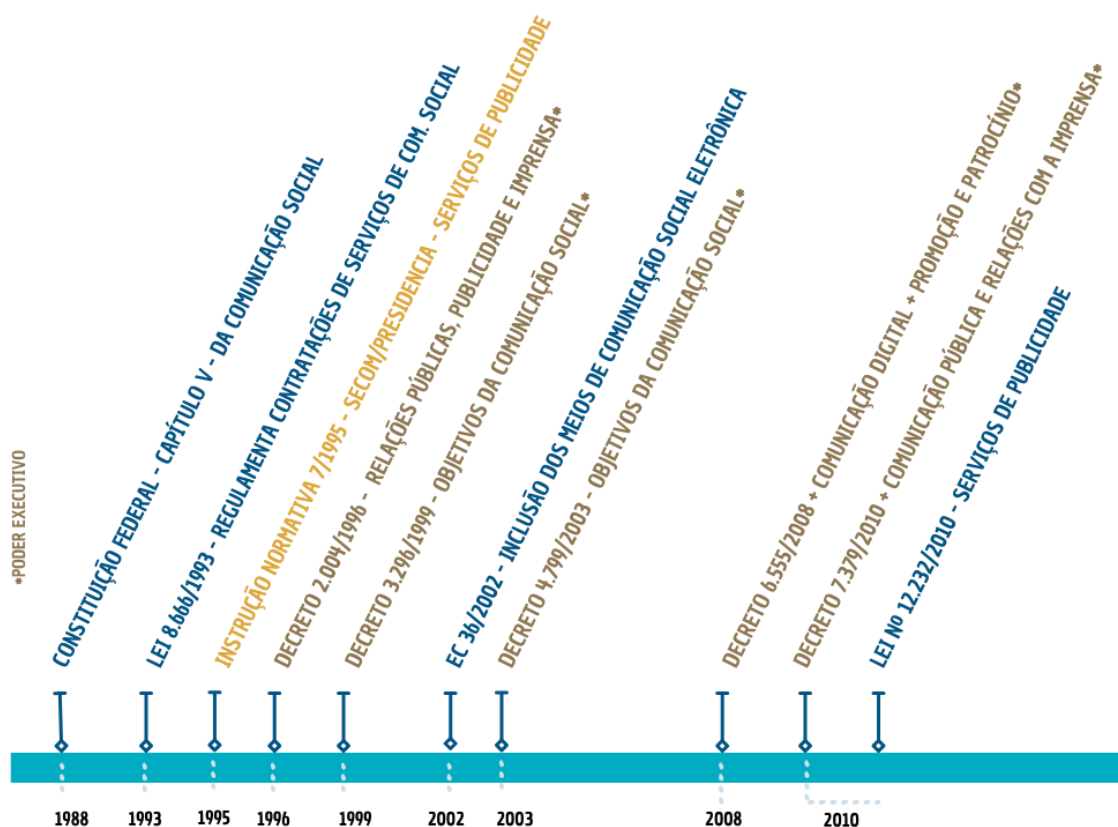 CONSTITUIÇÃO FEDERAL - CAPÍTULO V - DA COMUNICAÇÃO SOCIAL
LEI 8.666/1993 - REGULAMENTA CONTRATAÇÕES DE SERVIÇOS DE COM. SOCIAL
INSTRUÇÃO NORMATIVA 7/1995 - SECOM/PRESIDENCIA - SERVIÇOS DE PUBLICIDADE
DECRETO 2.004/1996 - RELAÇÕES PÚBLICAS, PUBLICIDADE E IMPRENSA*
DECRETO 3.296/1999 - OBJETIVOS DA COMUNICAÇÃO SOCIAL*
EC 36/2002 - INCLUSÃO DOS MEIOS DE COMUNICAÇÃO SOCIAL ELETRÔNICA
DECRETO 4.799/2003 - OBJETIVOS DA COMUNICAÇÃO SOCIAL*
DECRETO 6.555/2008 + COMUNICAÇÃO DIGITAL + PROMOÇÃO E PATROCÍNIO*
DECRETO 7.379/2010 + COMUNICAÇÃO PÚBLICA E RELAÇÕES COM A IMPRENSA*
LEI Nº 12.232/2010 - SERVIÇOS DE PUBLICIDADE
*PODER EXECUTIVO
1988 1993 1995 1996 1999 2002 2003 2008 2010